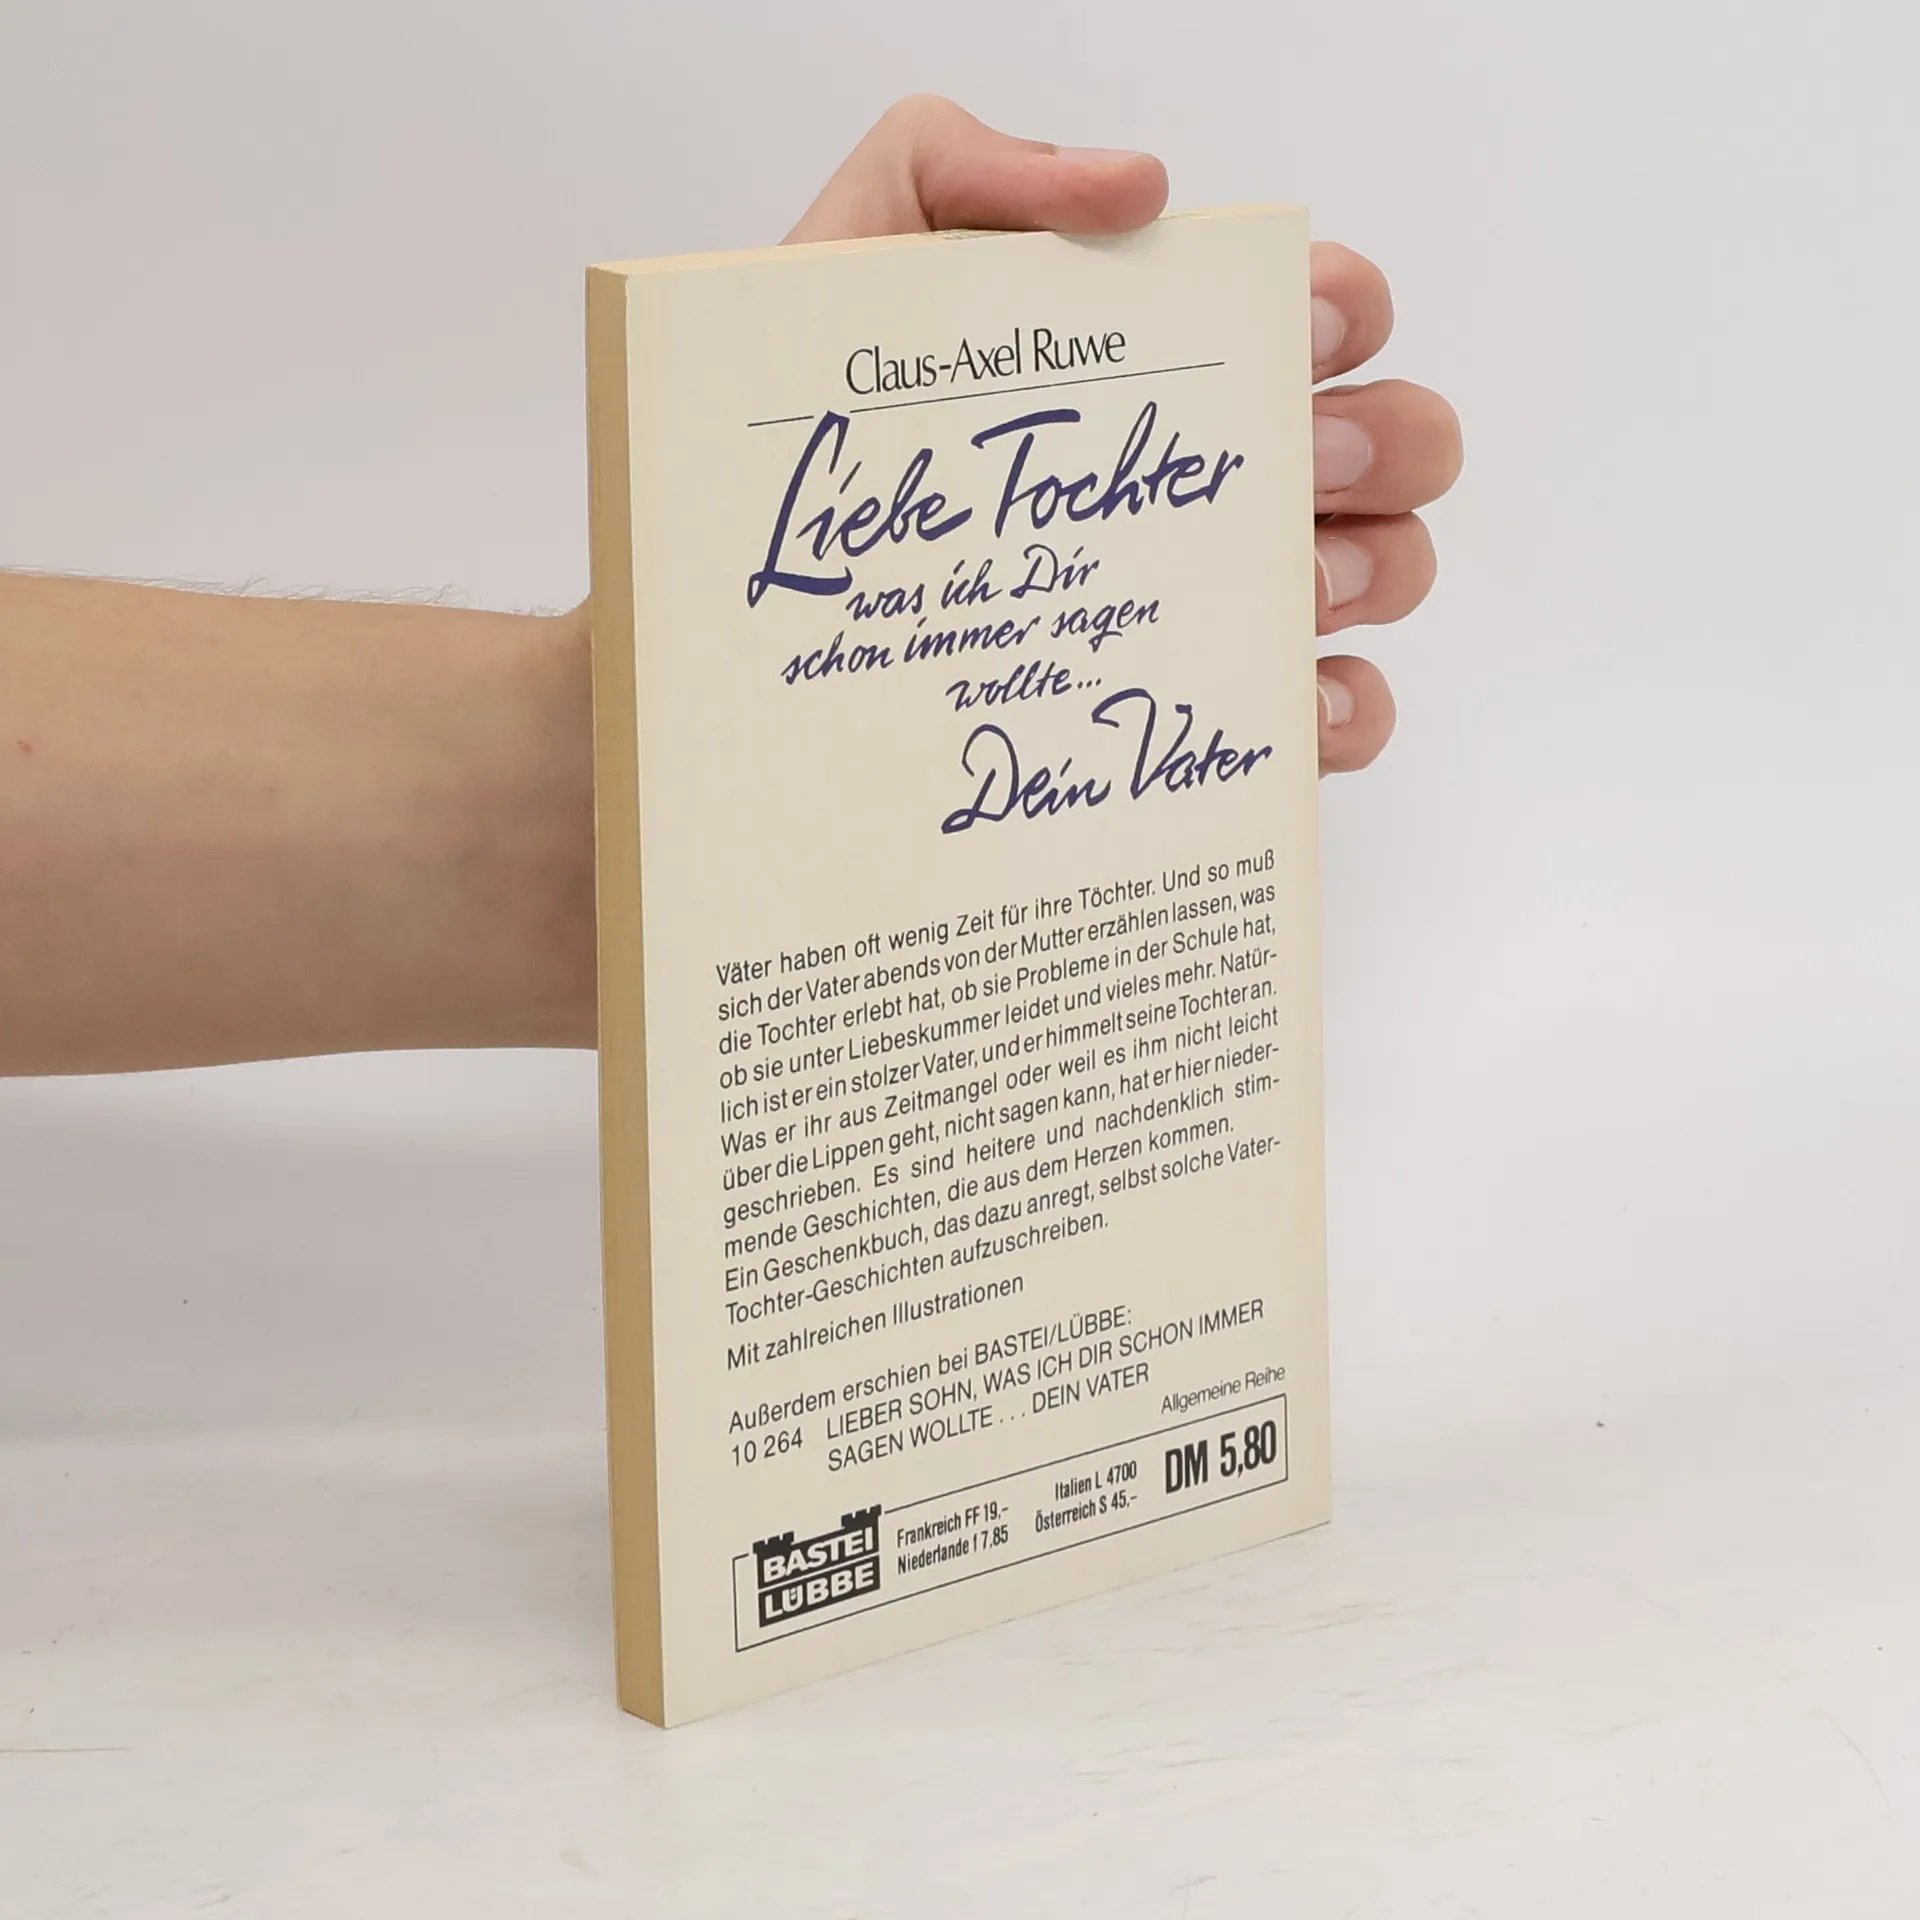 Claus-Axel Ruwe
Liebe Tochter
was ich Dir
schon immer sagen
wollte...
Dein Vater
Väter haben oft wenig Zeit für ihre Töchter. Und so muß
sich der Vater abends von der Mutter erzählen lassen, was
die Tochter erlebt hat, ob sie Probleme in der Schule hat,
ob sie unter Liebeskummer leidet und vieles mehr. Natür-
lich ist er ein stolzer Vater, und er himmelt seine Tochter an.
Was er ihr aus Zeitmangel oder weil es ihm nicht leicht
über die Lippen geht, nicht sagen kann, hat er hier nieder-
geschrieben. Es sind heitere und nachdenklich stim-
mende Geschichten, die aus dem Herzen kommen.
Ein Geschenkbuch, das dazu anregt, selbst solche Vater-
Tochter-Geschichten aufzuschreiben.
Mit zahlreichen Illustrationen
Außerdem erschien bei BASTEI/LÜBBE:
10 264 LIEBER SOHN, WAS ICH DIR SCHON IMMER
SAGEN WOLLTE . . . DEIN VATER
Allgemeine Reihe
BASTEI
LÜBBE
Frankreich FF 19,-
Niederlande f 7,85
Italien L 4700
Österreich S 45,-
DM 5,80